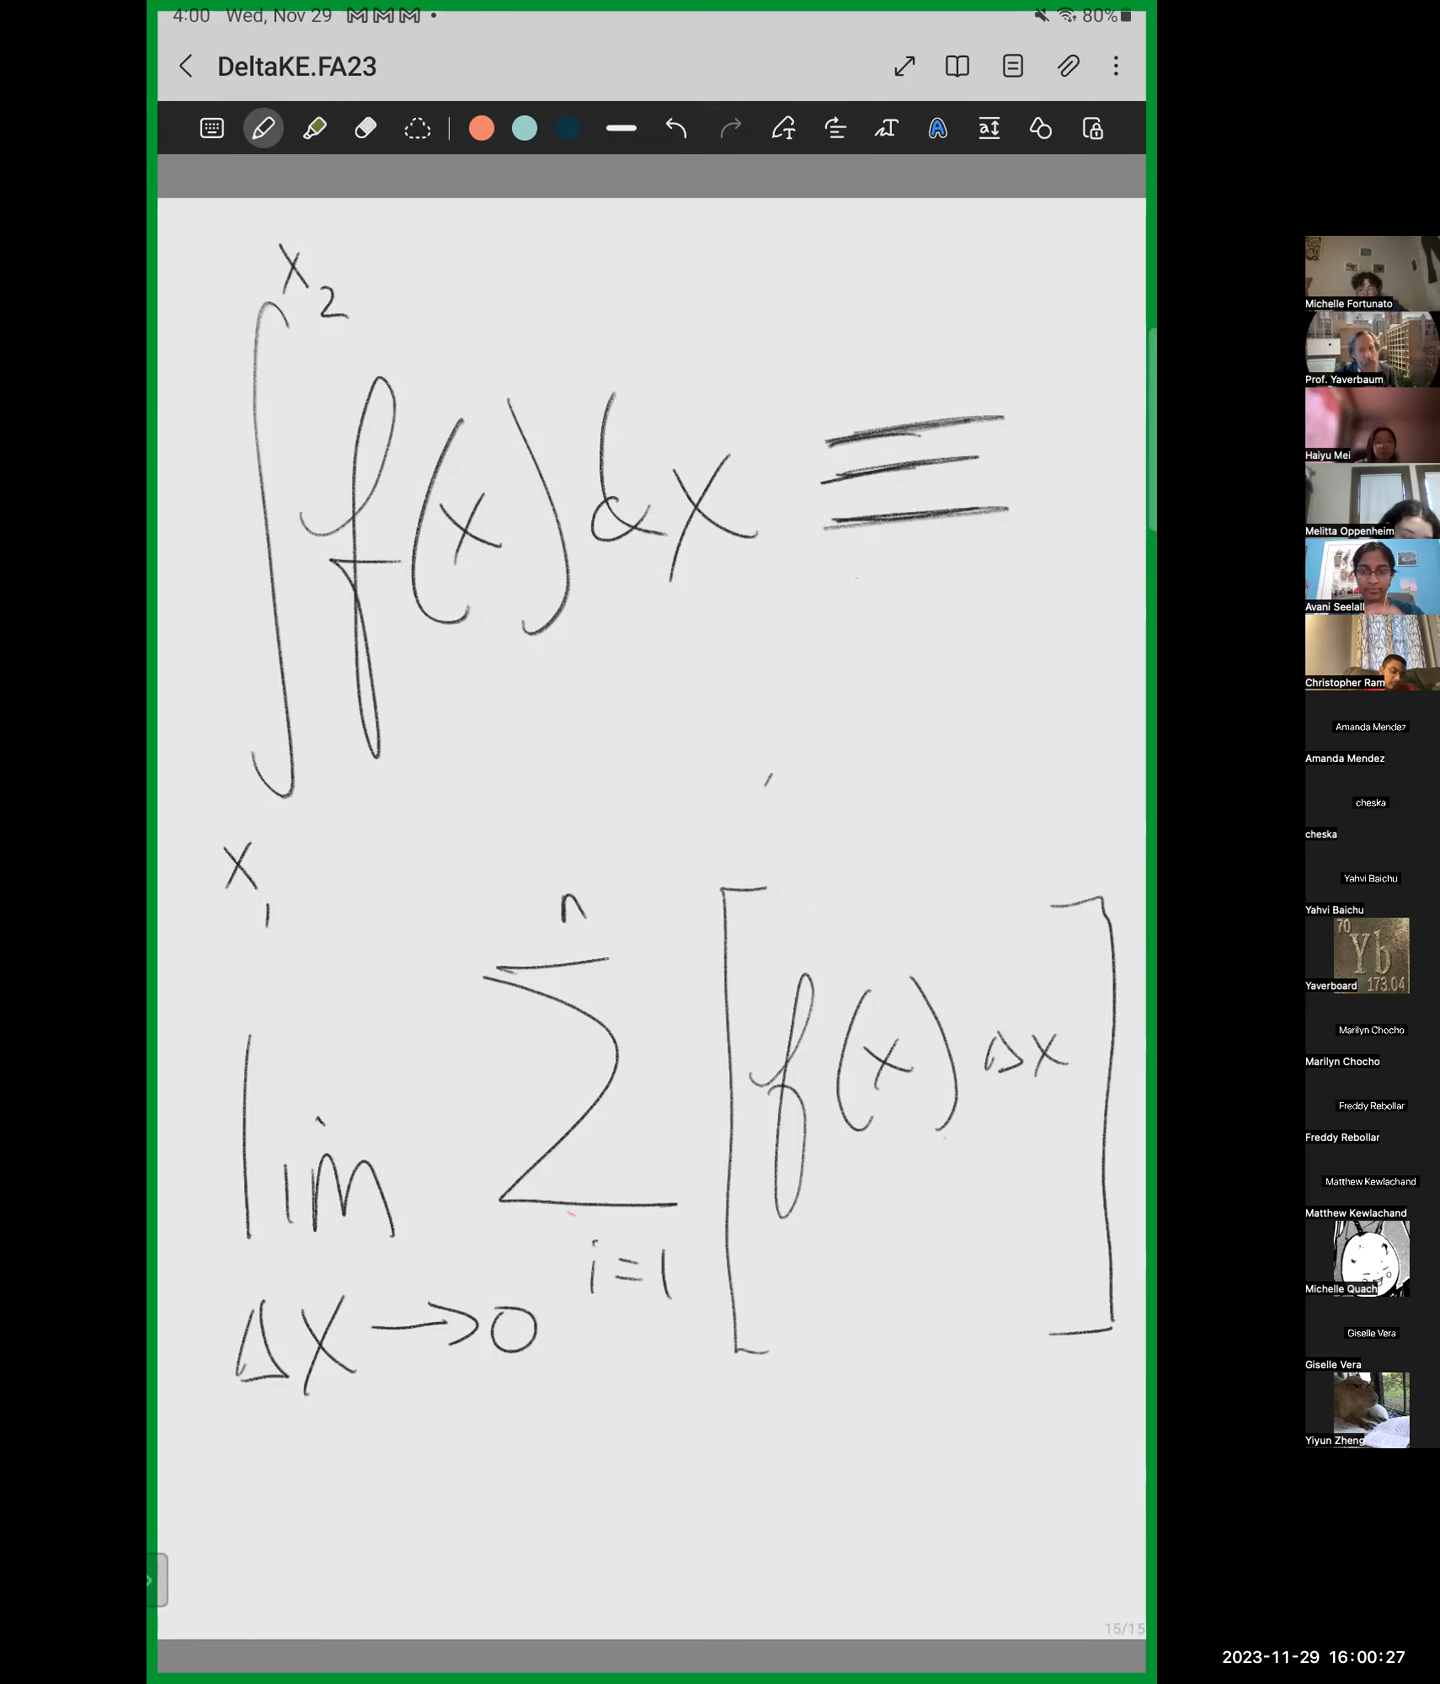 4:00 Wed, Nov 29 M M M • 80%
DeltaKE.FA23
x₂
∫ f(x) dx ≡
x₁
n
lim Σ [f(x) Δx]
i=1
Δx → 0
15/15
Michelle Fortunato
Prof. Yaverbaum
Haiyu Mei
Melitta Oppenheim
Avani Seelall
Christopher Ram
Amanda Mendez
Amanda Mendez
cheska
cheska
Yahvi Baichu
Yahvi Baichu
70
Yb
173.04
Yaverboard
Marilyn Chocho
Marilyn Chocho
Freddy Rebollar
Freddy Rebollar
Matthew Kewlachand
Matthew Kewlachand
Michelle Quach
Giselle Vera
Giselle Vera
Yiyun Zheng
2023-11-29 16:00:27